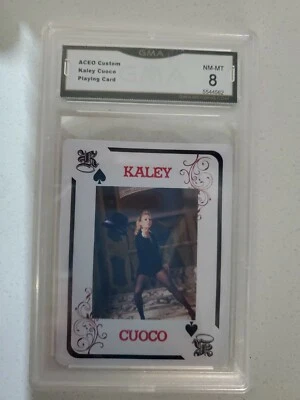 GMA
ACEO Custom
Kaley Cuoco
Playing Card
NM-MT
8
K
KALEY
CUOCO
K